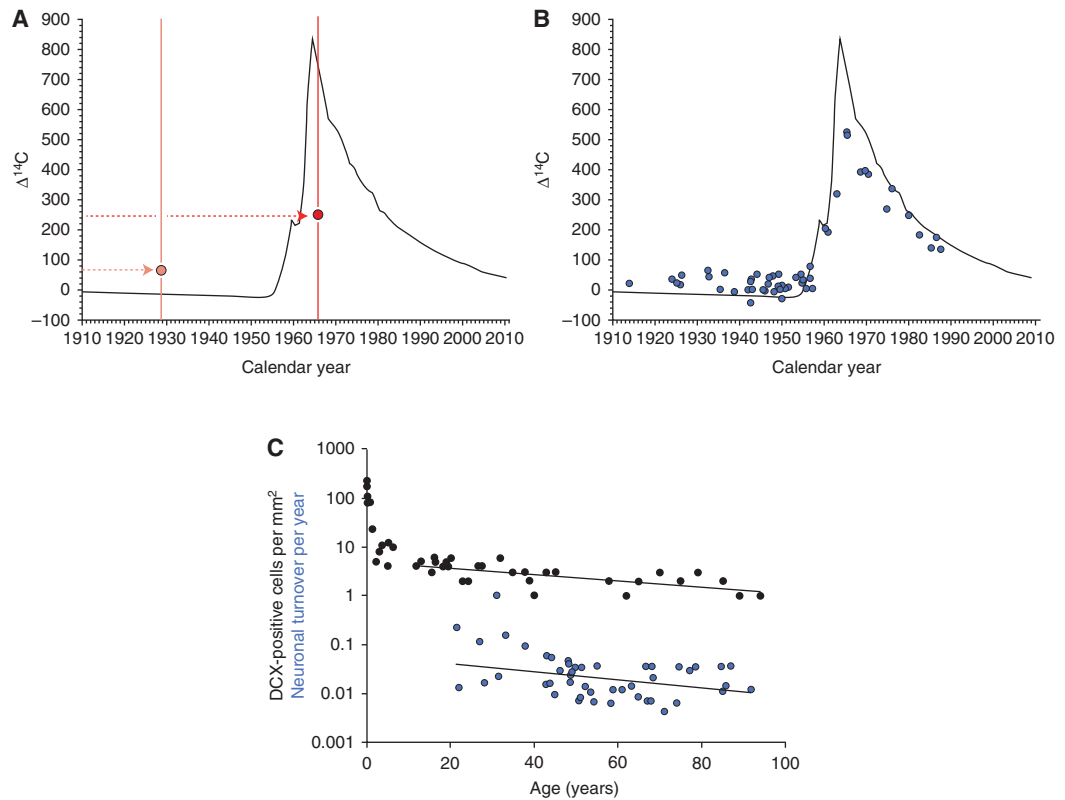 A
900
800
700
600
500
400
300
200
100
0
−100
Δ¹⁴C
1910 1920 1930 1940 1950 1960 1970 1980 1990 2000 2010
Calendar year
B
900
800
700
600
500
400
300
200
100
0
−100
Δ¹⁴C
1910 1920 1930 1940 1950 1960 1970 1980 1990 2000 2010
Calendar year
C
1000
100
10
1
0.1
0.01
0.001
DCX-positive cells per mm²
Neuronal turnover per year
0 20 40 60 80 100
Age (years)